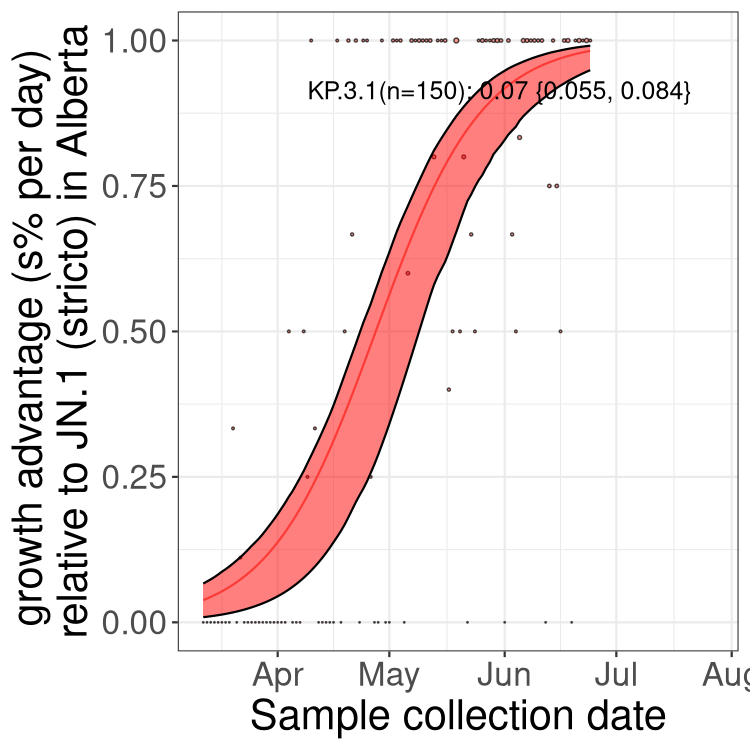 growth advantage (s% per day)
relative to JN.1 (stricto) in Alberta
1.00
0.75
0.50
0.25
0.00
KP.3.1(n=150): 0.07 {0.055, 0.084}
Apr May Jun Jul Aug
Sample collection date